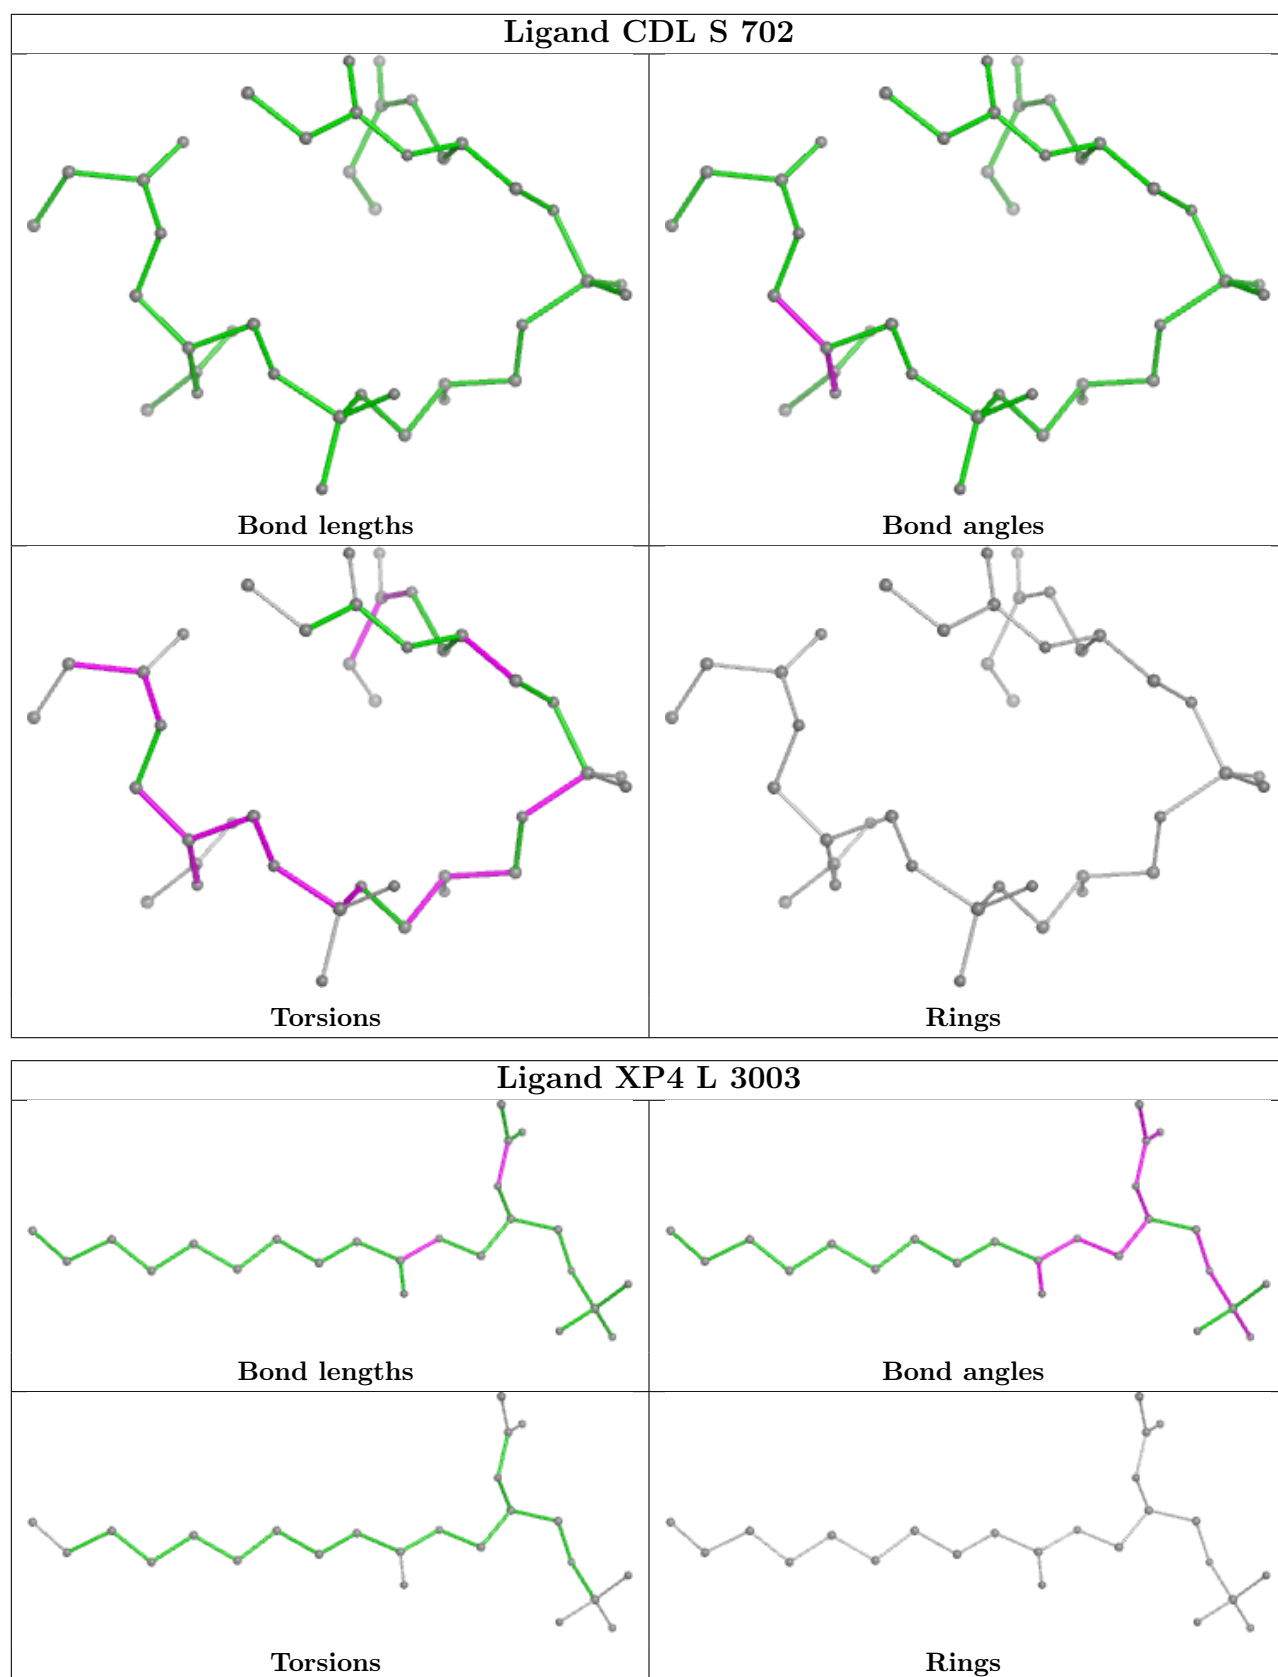 Ligand CDL S 702
Bond lengths
Bond angles
Torsions
Rings
Ligand XP4 L 3003
Bond lengths
Bond angles
Torsions
Rings